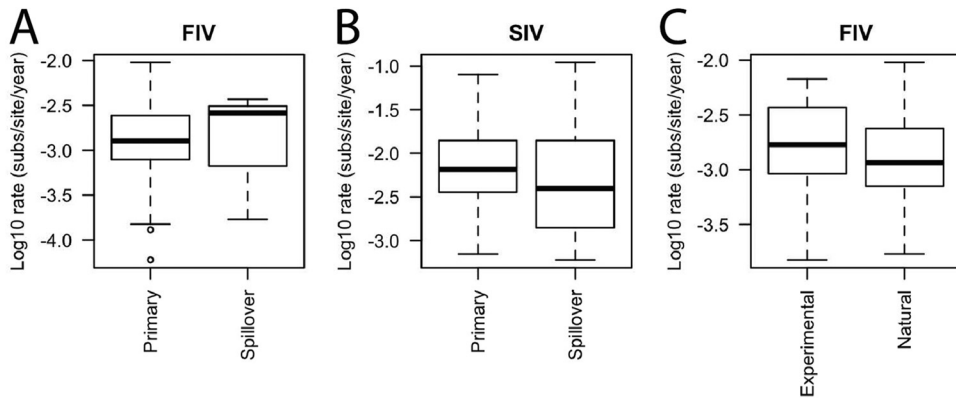 A
FIV
Log10 rate (subs/site/year)
-2.0
-2.5
-3.0
-3.5
-4.0
Primary
Spillover
B
SIV
Log10 rate (subs/site/year)
-1.0
-1.5
-2.0
-2.5
-3.0
Primary
Spillover
C
FIV
Log10 rate (subs/site/year)
-2.0
-2.5
-3.0
-3.5
Experimental
Natural